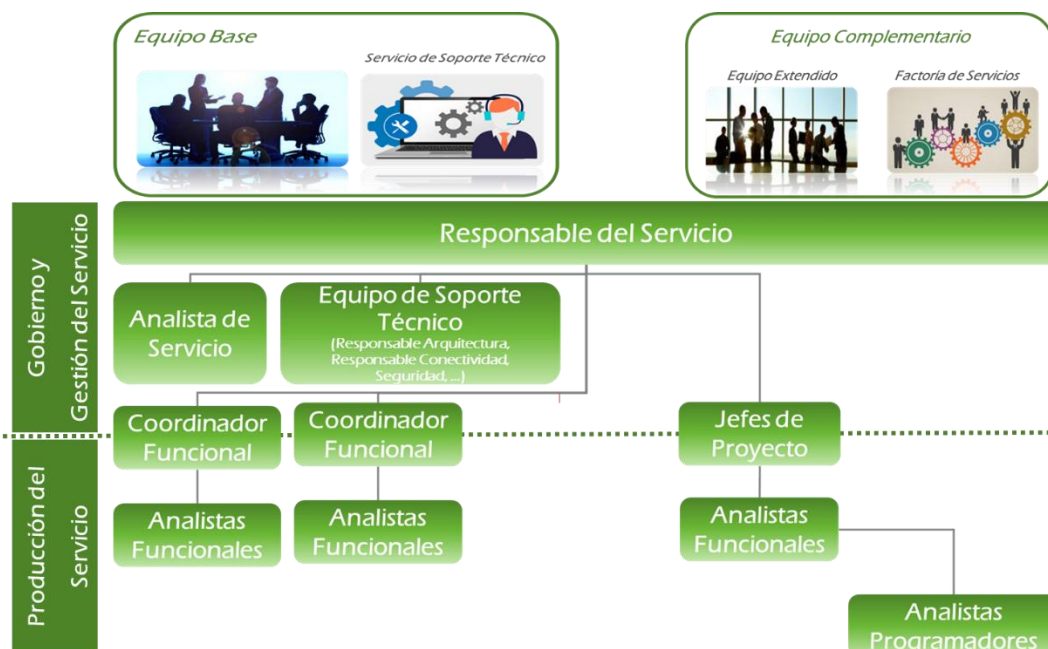 Equipo Base
Servicio de Soporte Técnico
Equipo Complementario
Equipo Extendido
Factoría de Servicios
Gobierno y
Gestión del Servicio
Responsable del Servicio
Analista de
Servicio
Equipo de Soporte
Técnico
(Responsable Arquitectura,
Responsable Conectividad,
Seguridad, ...)
Coordinador
Funcional
Coordinador
Funcional
Jefes de
Proyecto
Producción del
Servicio
Analistas
Funcionales
Analistas
Funcionales
Analistas
Funcionales
Analistas
Programadores